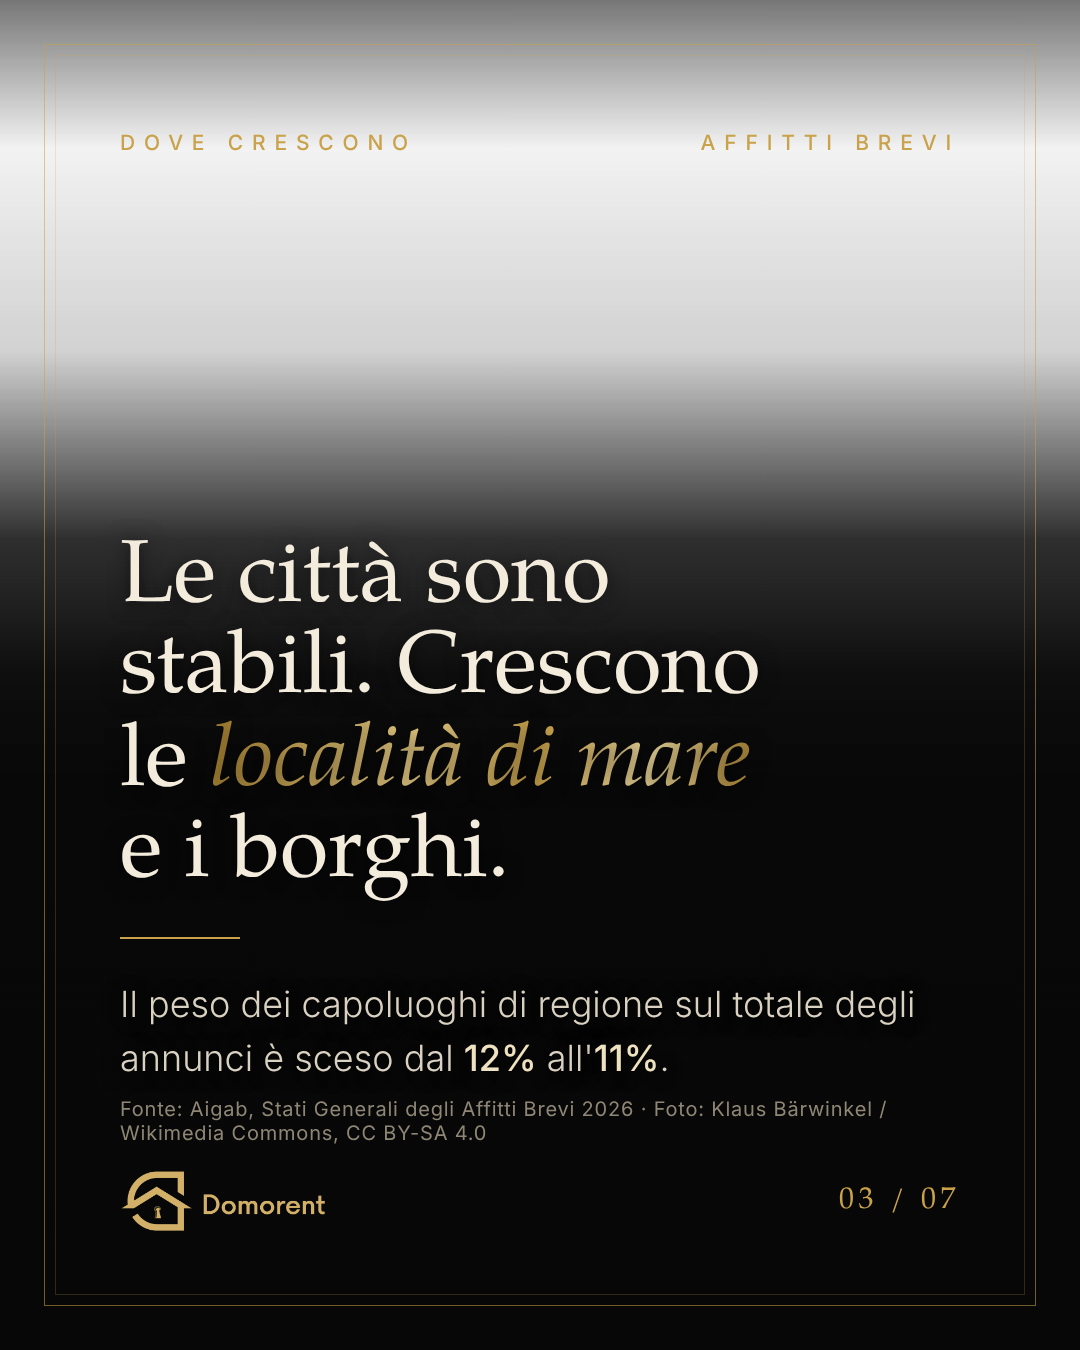 DOVE CRESCONO
AFFITTI BREVI
Le città sono
stabili. Crescono
le località di mare
e i borghi.
Il peso dei capoluoghi di regione sul totale degli
annunci è sceso dal 12% all'11%.
Fonte: Aigab, Stati Generali degli Affitti Brevi 2026 · Foto: Klaus Bärwinkel /
Wikimedia Commons, CC BY-SA 4.0
Domorent
03 / 07